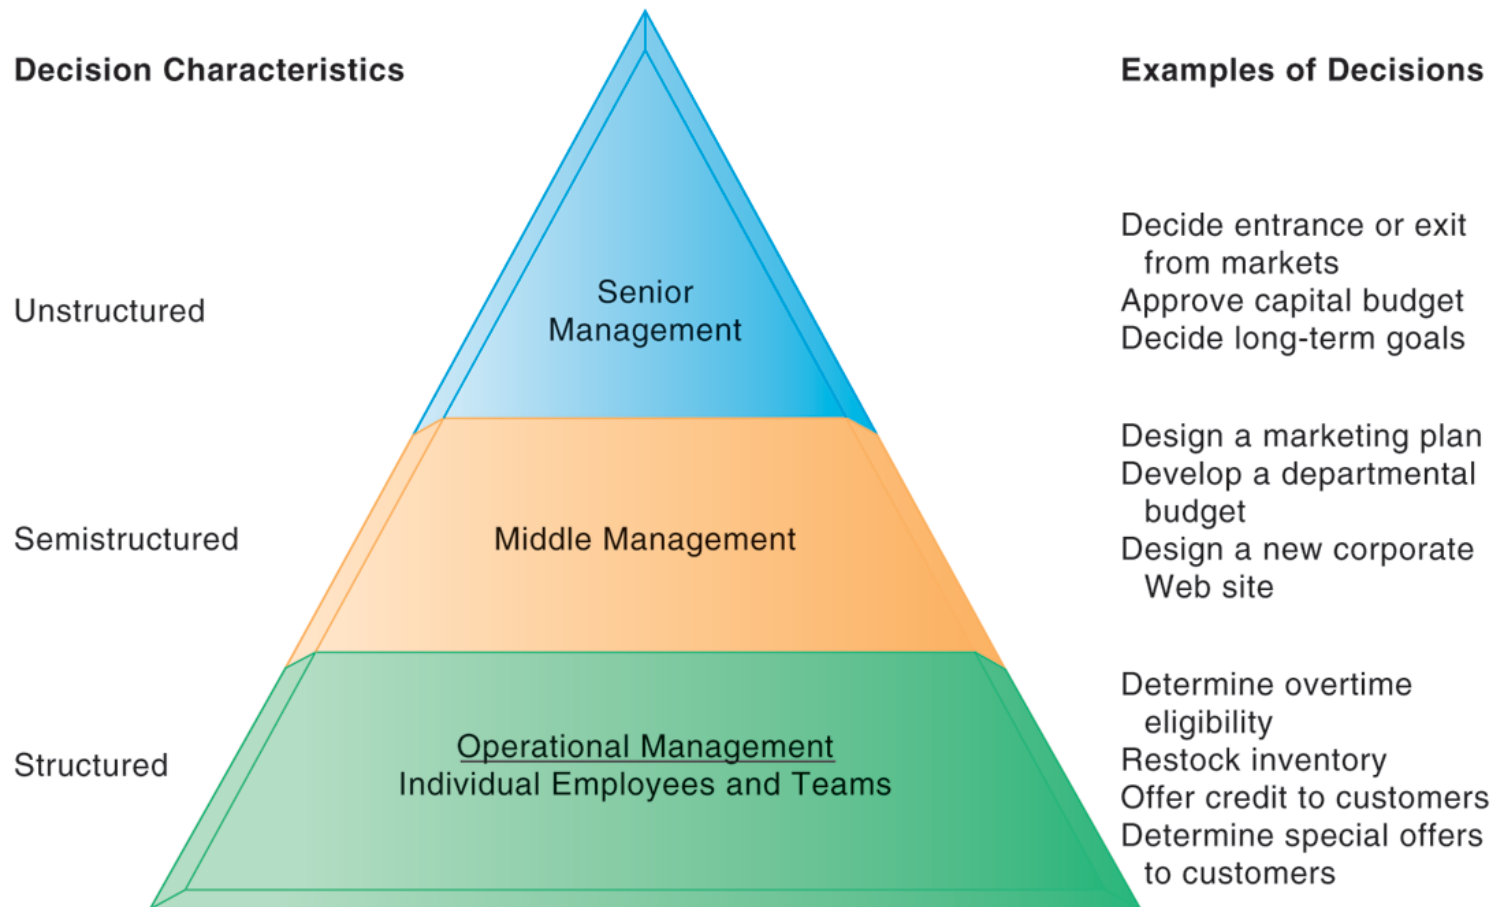 Decision Characteristics
Examples of Decisions
Unstructured
Senior
Management
Decide entrance or exit
from markets
Approve capital budget
Decide long-term goals
Semistructured
Middle Management
Design a marketing plan
Develop a departmental
budget
Design a new corporate
Web site
Structured
Operational Management
Individual Employees and Teams
Determine overtime
eligibility
Restock inventory
Offer credit to customers
Determine special offers
to customers